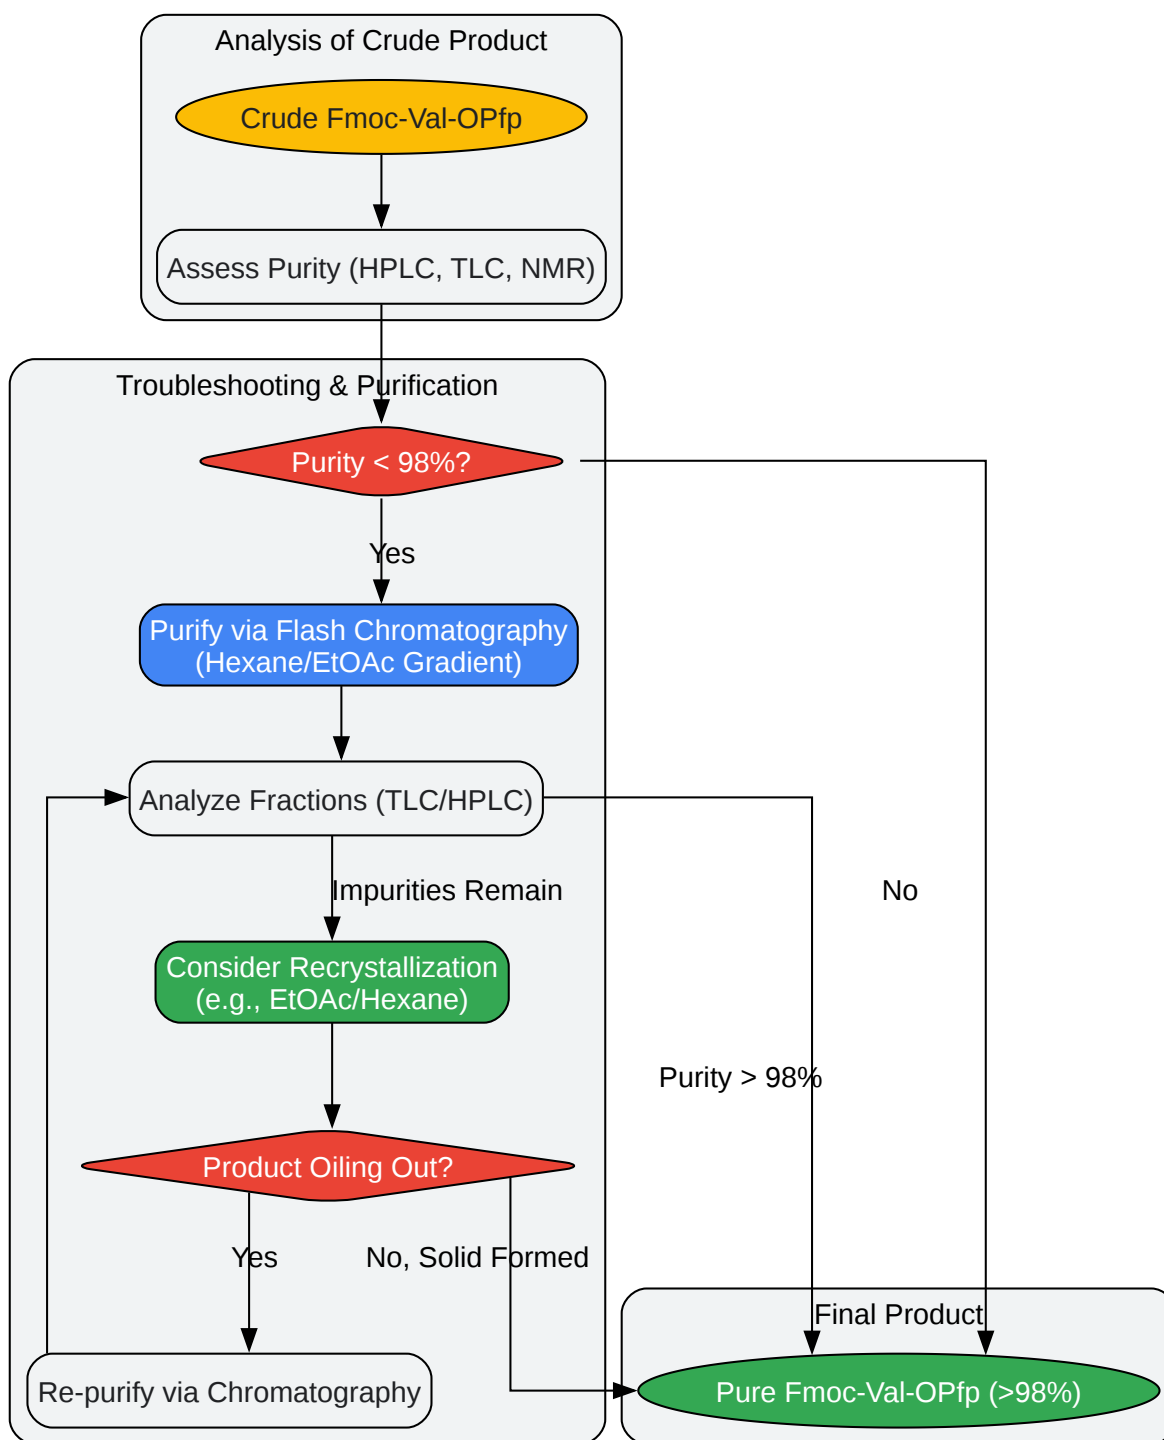 Analysis of Crude Product
Crude Fmoc-Val-OPfp
Assess Purity (HPLC, TLC, NMR)
Troubleshooting & Purification
Purity < 98%?
Yes
Purify via Flash Chromatography
(Hexane/EtOAc Gradient)
Analyze Fractions (TLC/HPLC)
Impurities Remain
No
Consider Recrystallization
(e.g., EtOAc/Hexane)
Purity > 98%
Product Oiling Out?
Yes
No, Solid Formed
Final Product
Re-purify via Chromatography
Pure Fmoc-Val-OPfp (>98%)